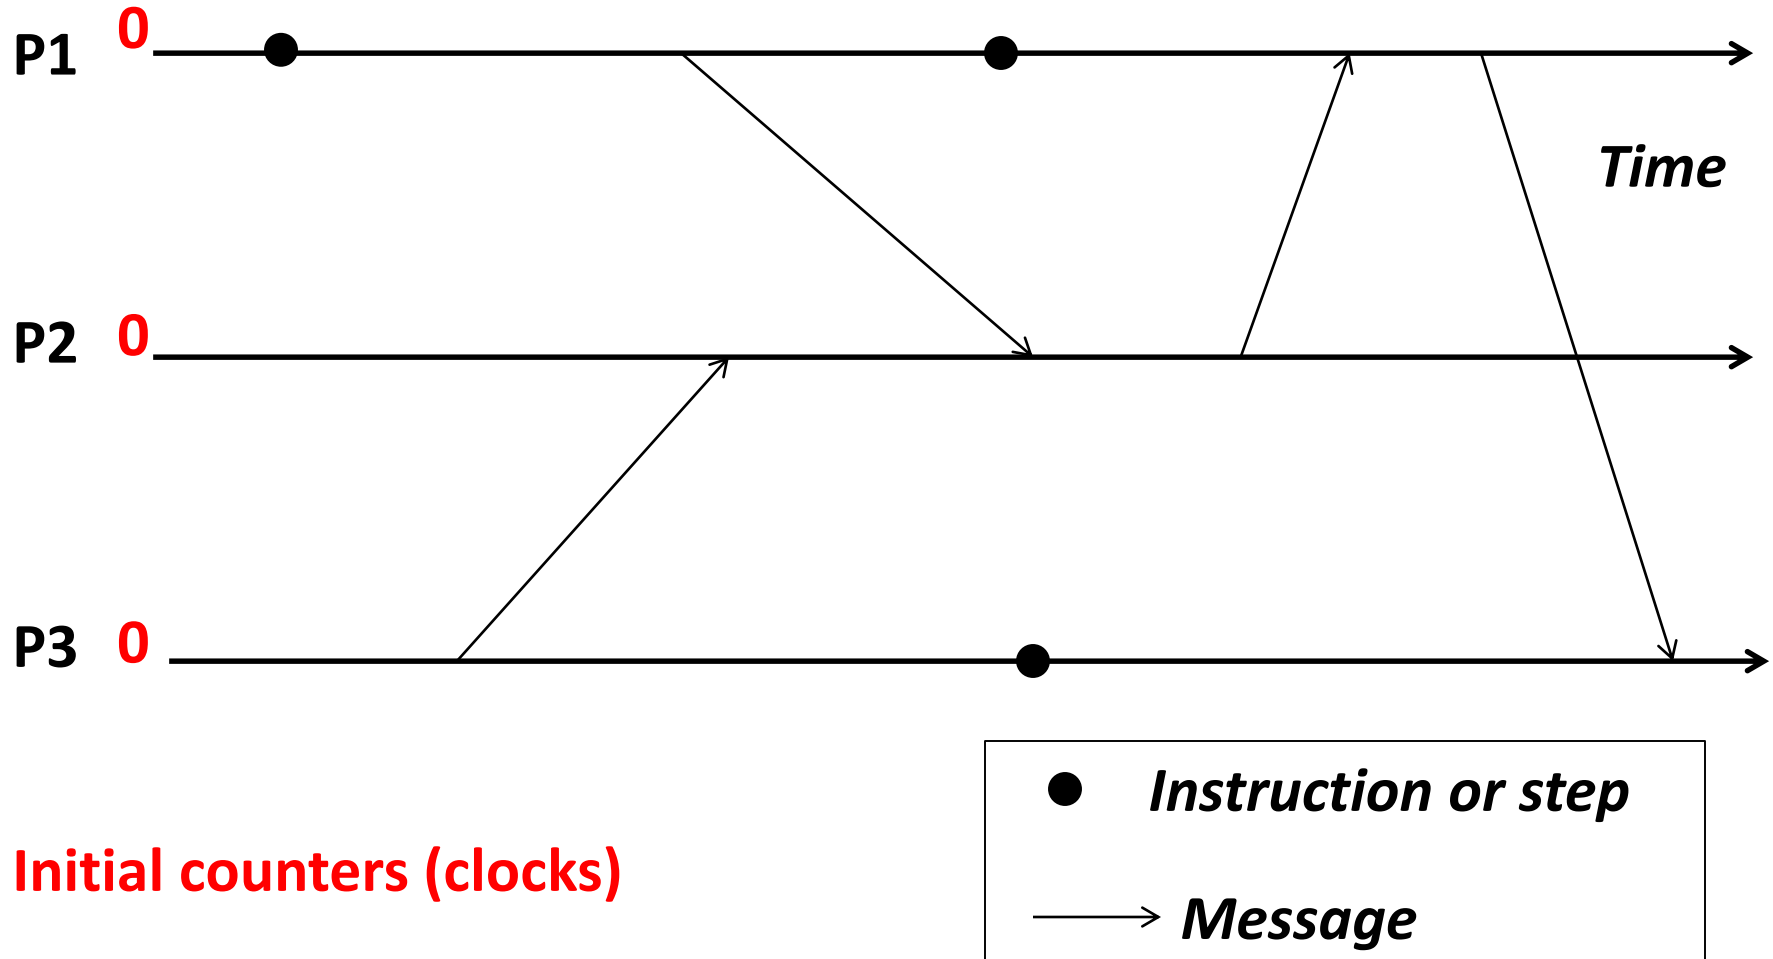 P1 0
Time
P2 0
P3 0
Instruction or step
Initial counters (clocks)
Message